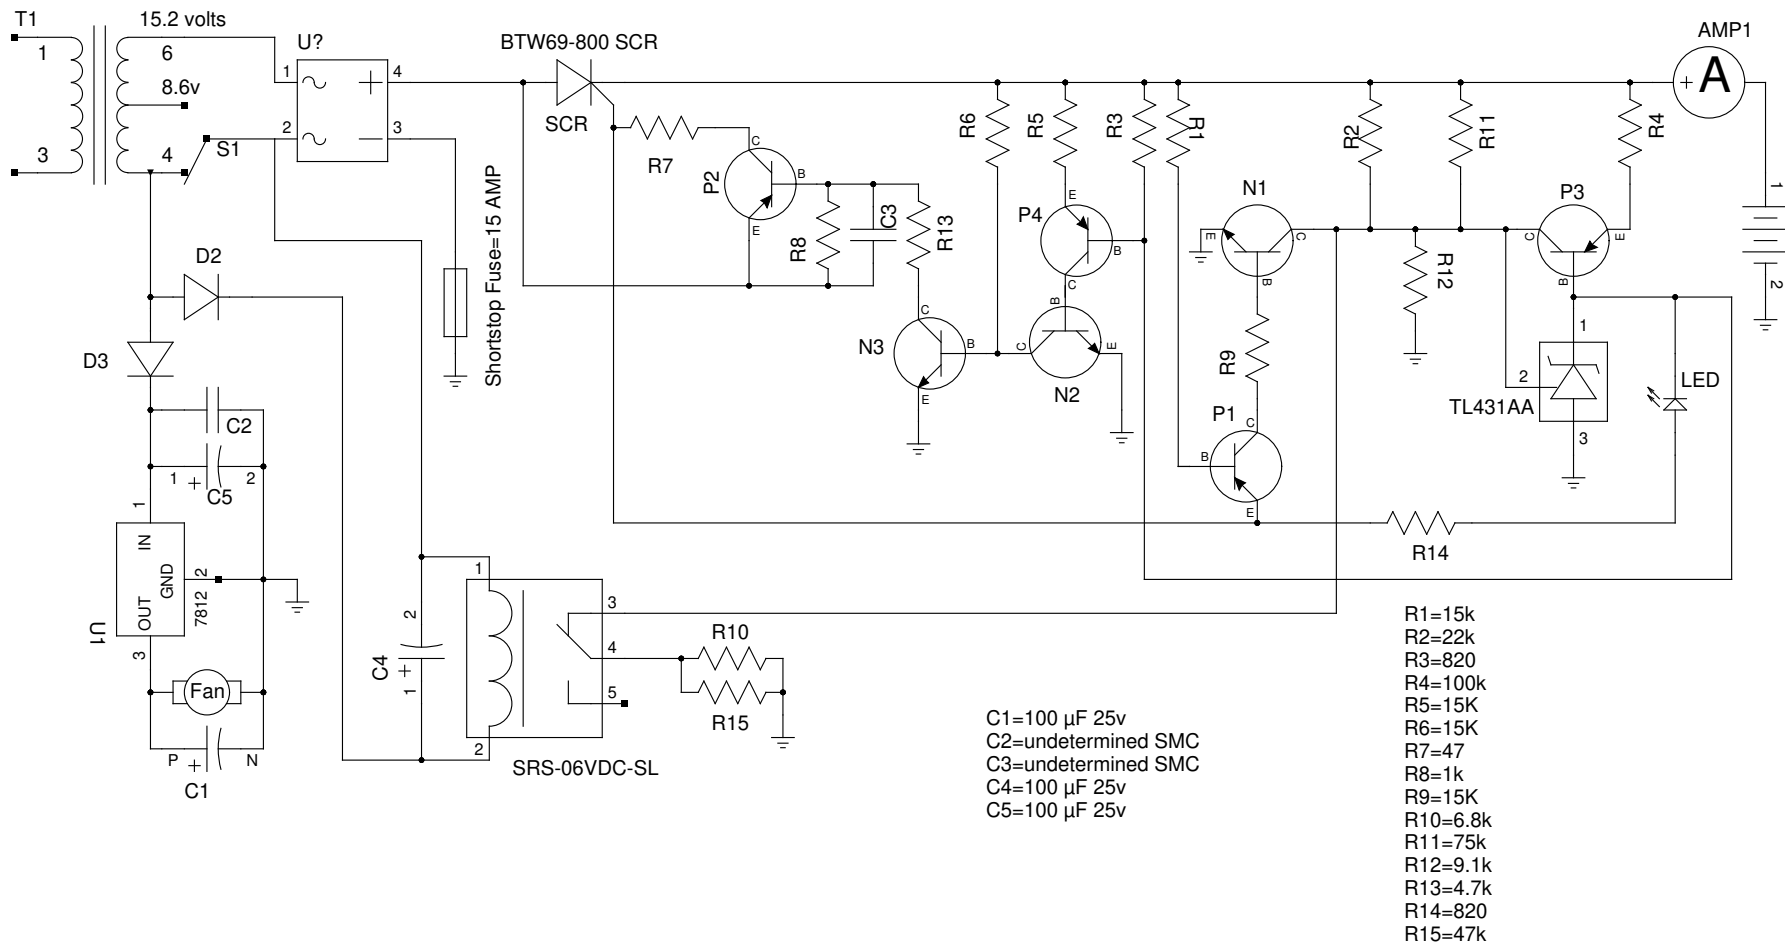 T1
15.2 volts
1
6
8.6v
3
4
S1
U?
1
4
2
3
+
BTW69-800 SCR
SCR
R7
P2
C
B
E
R8
C3
R13
Shortstop Fuse=15 AMP
N3
C
B
E
R6
R5
R3
R1
P4
E
B
C
N2
B
C
E
N1
E
C
B
R9
P1
C
B
E
R2
R11
R12
R4
P3
C
E
B
AMP1
+ A
1
2
1
2
TL431AA
3
LED
R14
D2
D3
C2
1 + C5 2
1
IN
GND
2
OUT
7812
U1
3
Fan
P + N
C1
2
C4
+
1
1
2
3
4
5
R10
R15
SRS-06VDC-SL
C1=100 µF 25v
C2=undetermined SMC
C3=undetermined SMC
C4=100 µF 25v
C5=100 µF 25v
R1=15k
R2=22k
R3=820
R4=100k
R5=15K
R6=15K
R7=47
R8=1k
R9=15K
R10=6.8k
R11=75k
R12=9.1k
R13=4.7k
R14=820
R15=47k